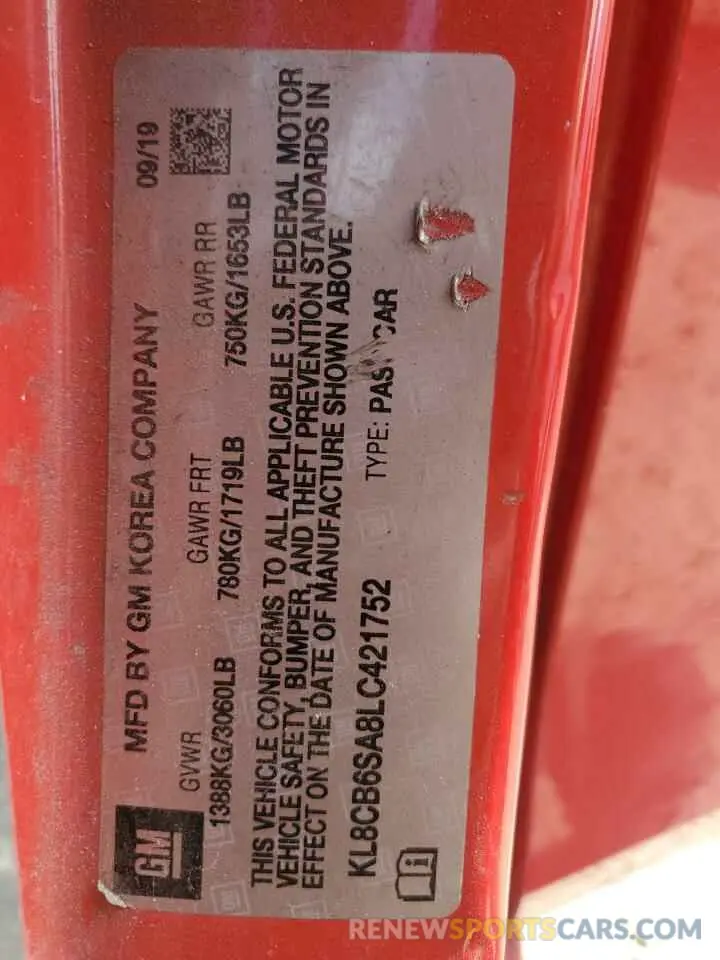 GM
MFD BY GM KOREA COMPANY 09/19
GVWR GAWR FRT GAWR RR
1388KG/3060LB 780KG/1719LB 750KG/1653LB
THIS VEHICLE CONFORMS TO ALL APPLICABLE U.S. FEDERAL MOTOR
VEHICLE SAFETY, BUMPER, AND THEFT PREVENTION STANDARDS IN
EFFECT ON THE DATE OF MANUFACTURE SHOWN ABOVE.
KL8CB6SA8LC421752 TYPE: CAR
RENEWSPORTSCARS.COM